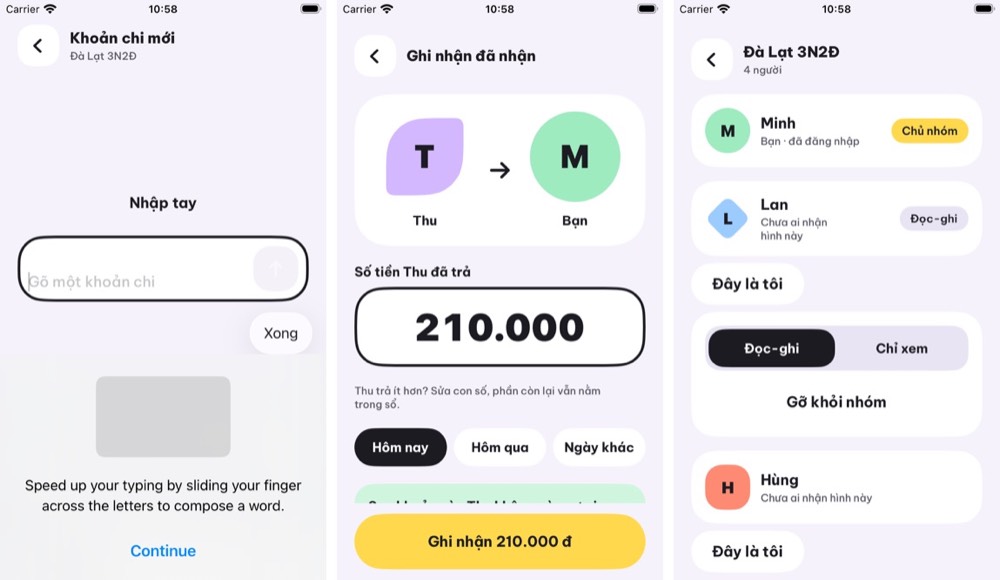 Carrier 10:58
Khoản chi mới
Đà Lạt 3N2Đ
Nhập tay
Gõ một khoản chi
Xong
Speed up your typing by sliding your finger
across the letters to compose a word.
Continue
Carrier 10:58
Ghi nhận đã nhận
T
M
Thu
Bạn
Số tiền Thu đã trả
210.000
Thu trả ít hơn? Sửa con số, phần còn lại vẫn nằm
trong sổ.
Hôm nay
Hôm qua
Ngày khác
Ghi nhận 210.000 đ
Carrier 10:58
Đà Lạt 3N2Đ
4 người
M
Minh
Bạn · đã đăng nhập
Chủ nhóm
L
Lan
Chưa ai nhận
hình này
Đọc-ghi
Đây là tôi
Đọc-ghi
Chỉ xem
Gỡ khỏi nhóm
H
Hùng
Chưa ai nhận hình này
Đây là tôi